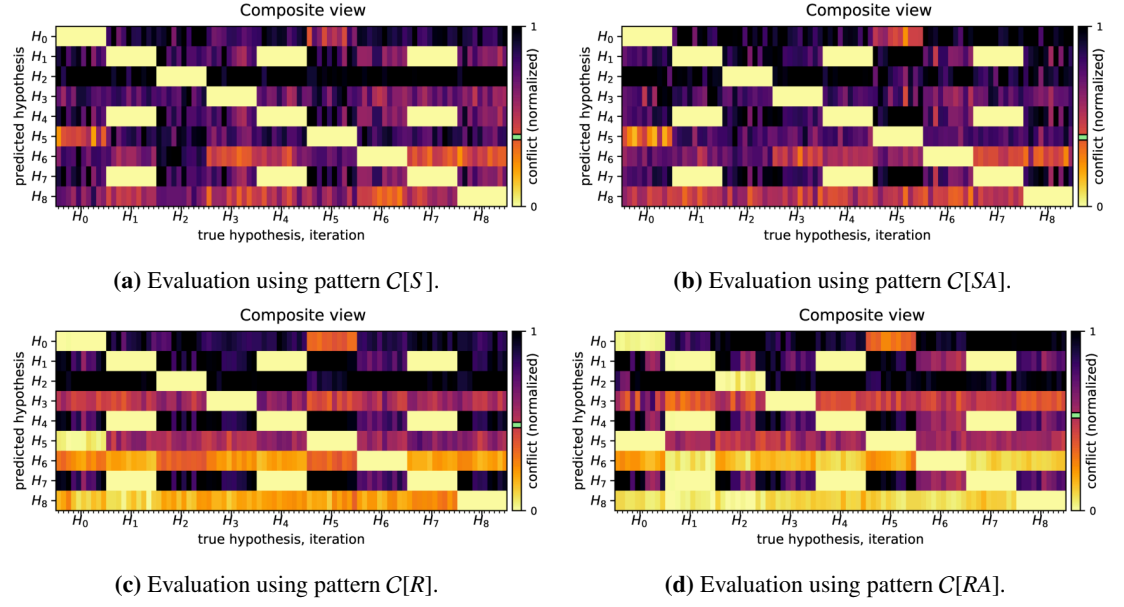 Composite view
predicted hypothesis
H0
H1
H2
H3
H4
H5
H6
H7
H8
H0 H1 H2 H3 H4 H5 H6 H7 H8
true hypothesis, iteration
1
0
conflict (normalized)
(a) Evaluation using pattern C[S].
Composite view
predicted hypothesis
H0
H1
H2
H3
H4
H5
H6
H7
H8
H0 H1 H2 H3 H4 H5 H6 H7 H8
true hypothesis, iteration
1
0
conflict (normalized)
(b) Evaluation using pattern C[SA].
Composite view
predicted hypothesis
H0
H1
H2
H3
H4
H5
H6
H7
H8
H0 H1 H2 H3 H4 H5 H6 H7 H8
true hypothesis, iteration
1
0
conflict (normalized)
(c) Evaluation using pattern C[R].
Composite view
predicted hypothesis
H0
H1
H2
H3
H4
H5
H6
H7
H8
H0 H1 H2 H3 H4 H5 H6 H7 H8
true hypothesis, iteration
1
0
conflict (normalized)
(d) Evaluation using pattern C[RA].